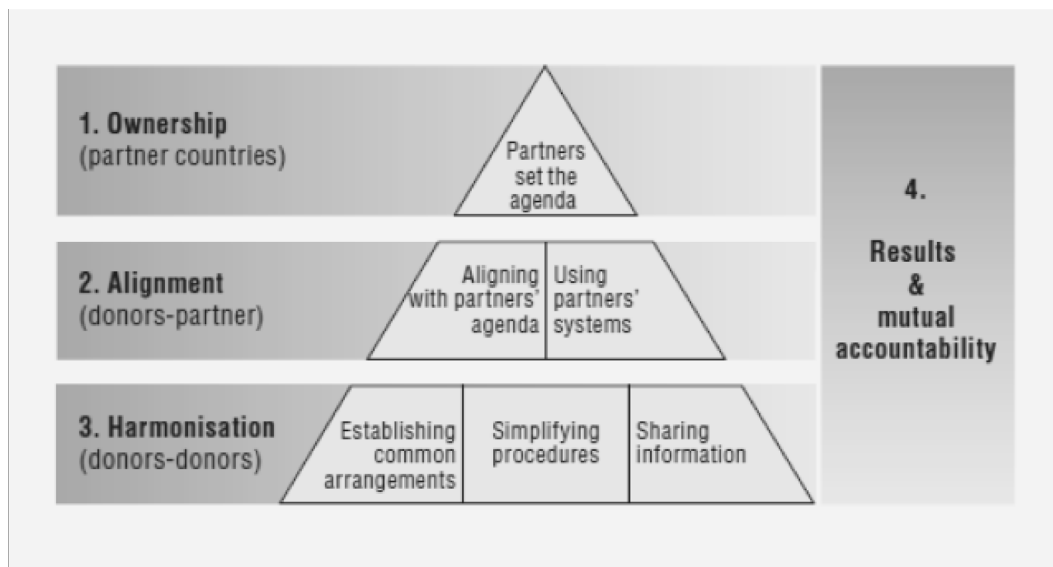 1. Ownership
(partner countries)
Partners
set the
agenda
2. Alignment
(donors-partner)
Aligning
with partners'
agenda
Using
partners'
systems
3. Harmonisation
(donors-donors)
Establishing
common
arrangements
Simplifying
procedures
Sharing
information
4.
Results
&
mutual
accountability